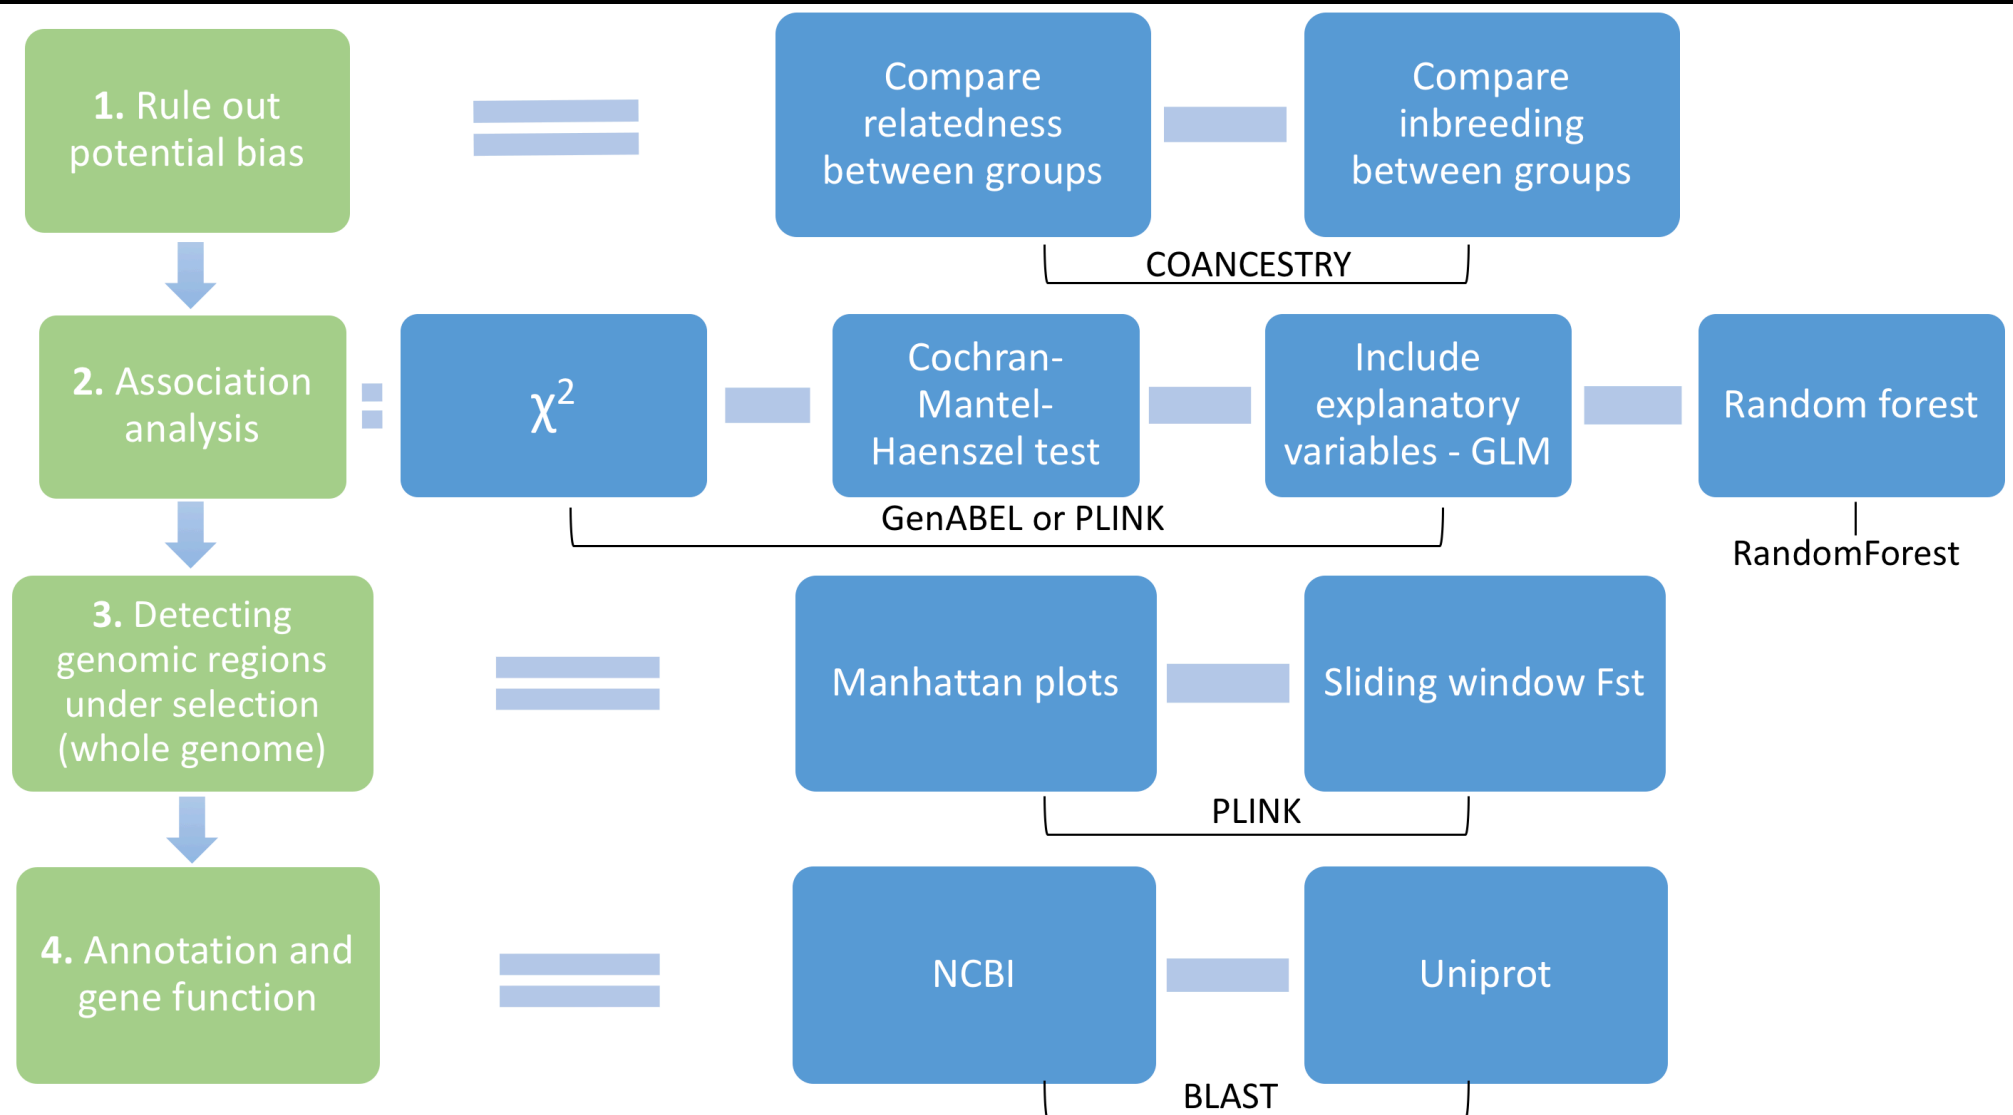 1. Rule out
potential bias
Compare
relatedness
between groups
Compare
inbreeding
between groups
COANCESTRY
2. Association
analysis
χ²
Cochran-
Mantel-
Haenszel test
Include
explanatory
variables - GLM
Random forest
GenABEL or PLINK
RandomForest
3. Detecting
genomic regions
under selection
(whole genome)
Manhattan plots
Sliding window Fst
PLINK
4. Annotation and
gene function
NCBI
Uniprot
BLAST